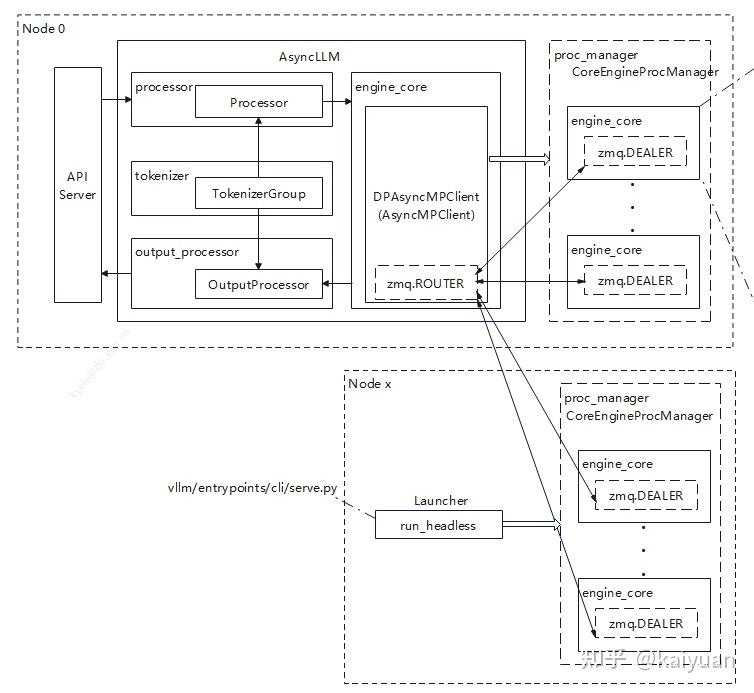 Node 0
AsyncLLM
proc_manager
CoreEngineProcManager
processor
Processor
engine_core
API
Server
tokenizer
TokenizerGroup
DPAsyncMPClient
(AsyncMPClient)
output_processor
OutputProcessor
zmq.ROUTER
engine_core
zmq.DEALER
engine_core
zmq.DEALER
Node x
proc_manager
CoreEngineProcManager
engine_core
zmq.DEALER
vllm/entrypoints/cli/serve.py
Launcher
run_headless
engine_core
zmq.DEALER
知乎 @kaiyuan